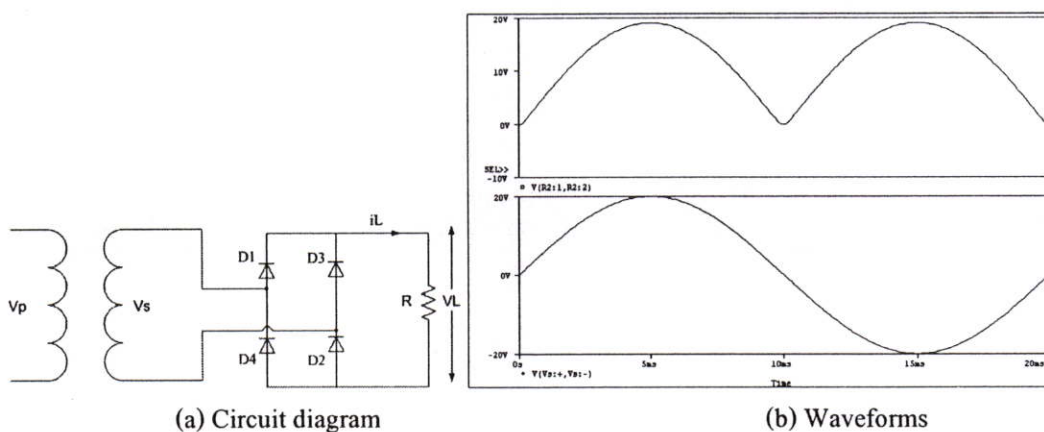 20V
10V
0V
SEL>>
-10V
V(R2:1,R2:2)
20V
0V
-20V
0s 5ms 10ms 15ms 20ms
V(Vs:+,Vs:-)
Time
iL
D1 D3
Vp Vs R VL
D4 D2
(a) Circuit diagram (b) Waveforms